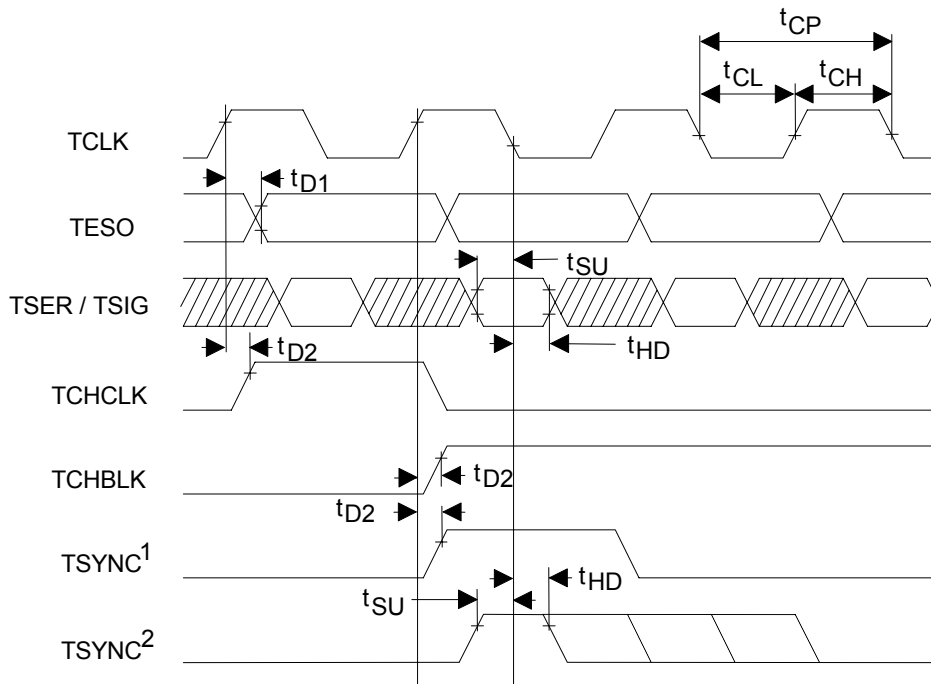 tCP
tCL tCH
TCLK
tD1
TESO
tSU
TSER / TSIG
tD2
tHD
TCHCLK
TCHBLK
tD2
tD2
TSYNC1
tSU
tHD
TSYNC2